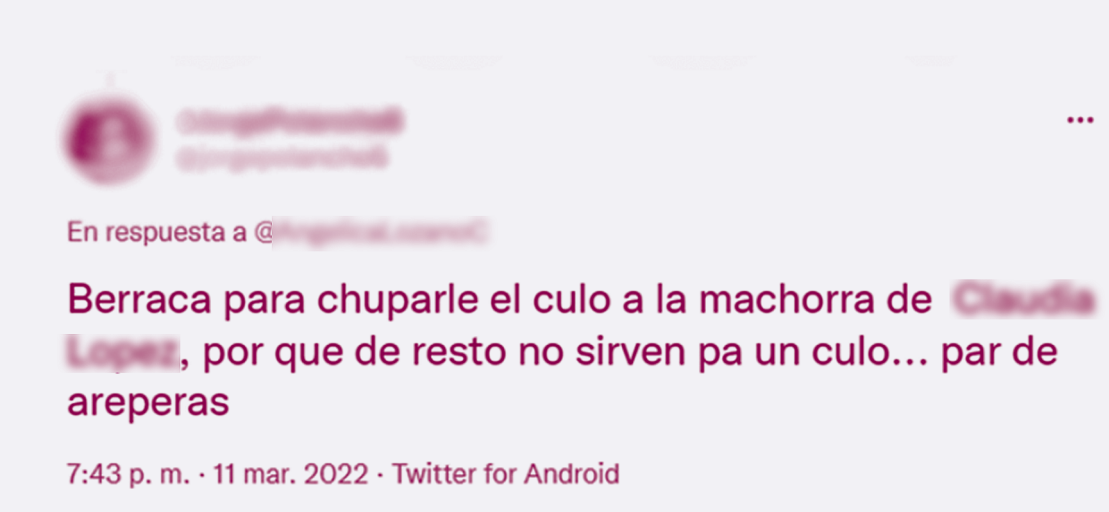 En respuesta a @
Berraca para chuparle el culo a la machorra de
, por que de resto no sirven pa un culo... par de
areperas
7:43 p. m. · 11 mar. 2022 · Twitter for Android